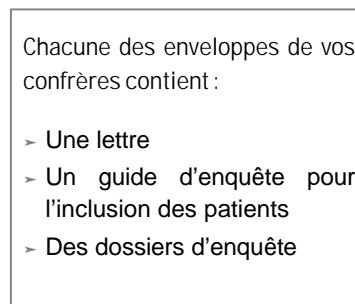 Chacune des enveloppes de vos
confrères contient :
➢ Une lettre
➢ Un guide d'enquête pour
l'inclusion des patients
➢ Des dossiers d'enquête